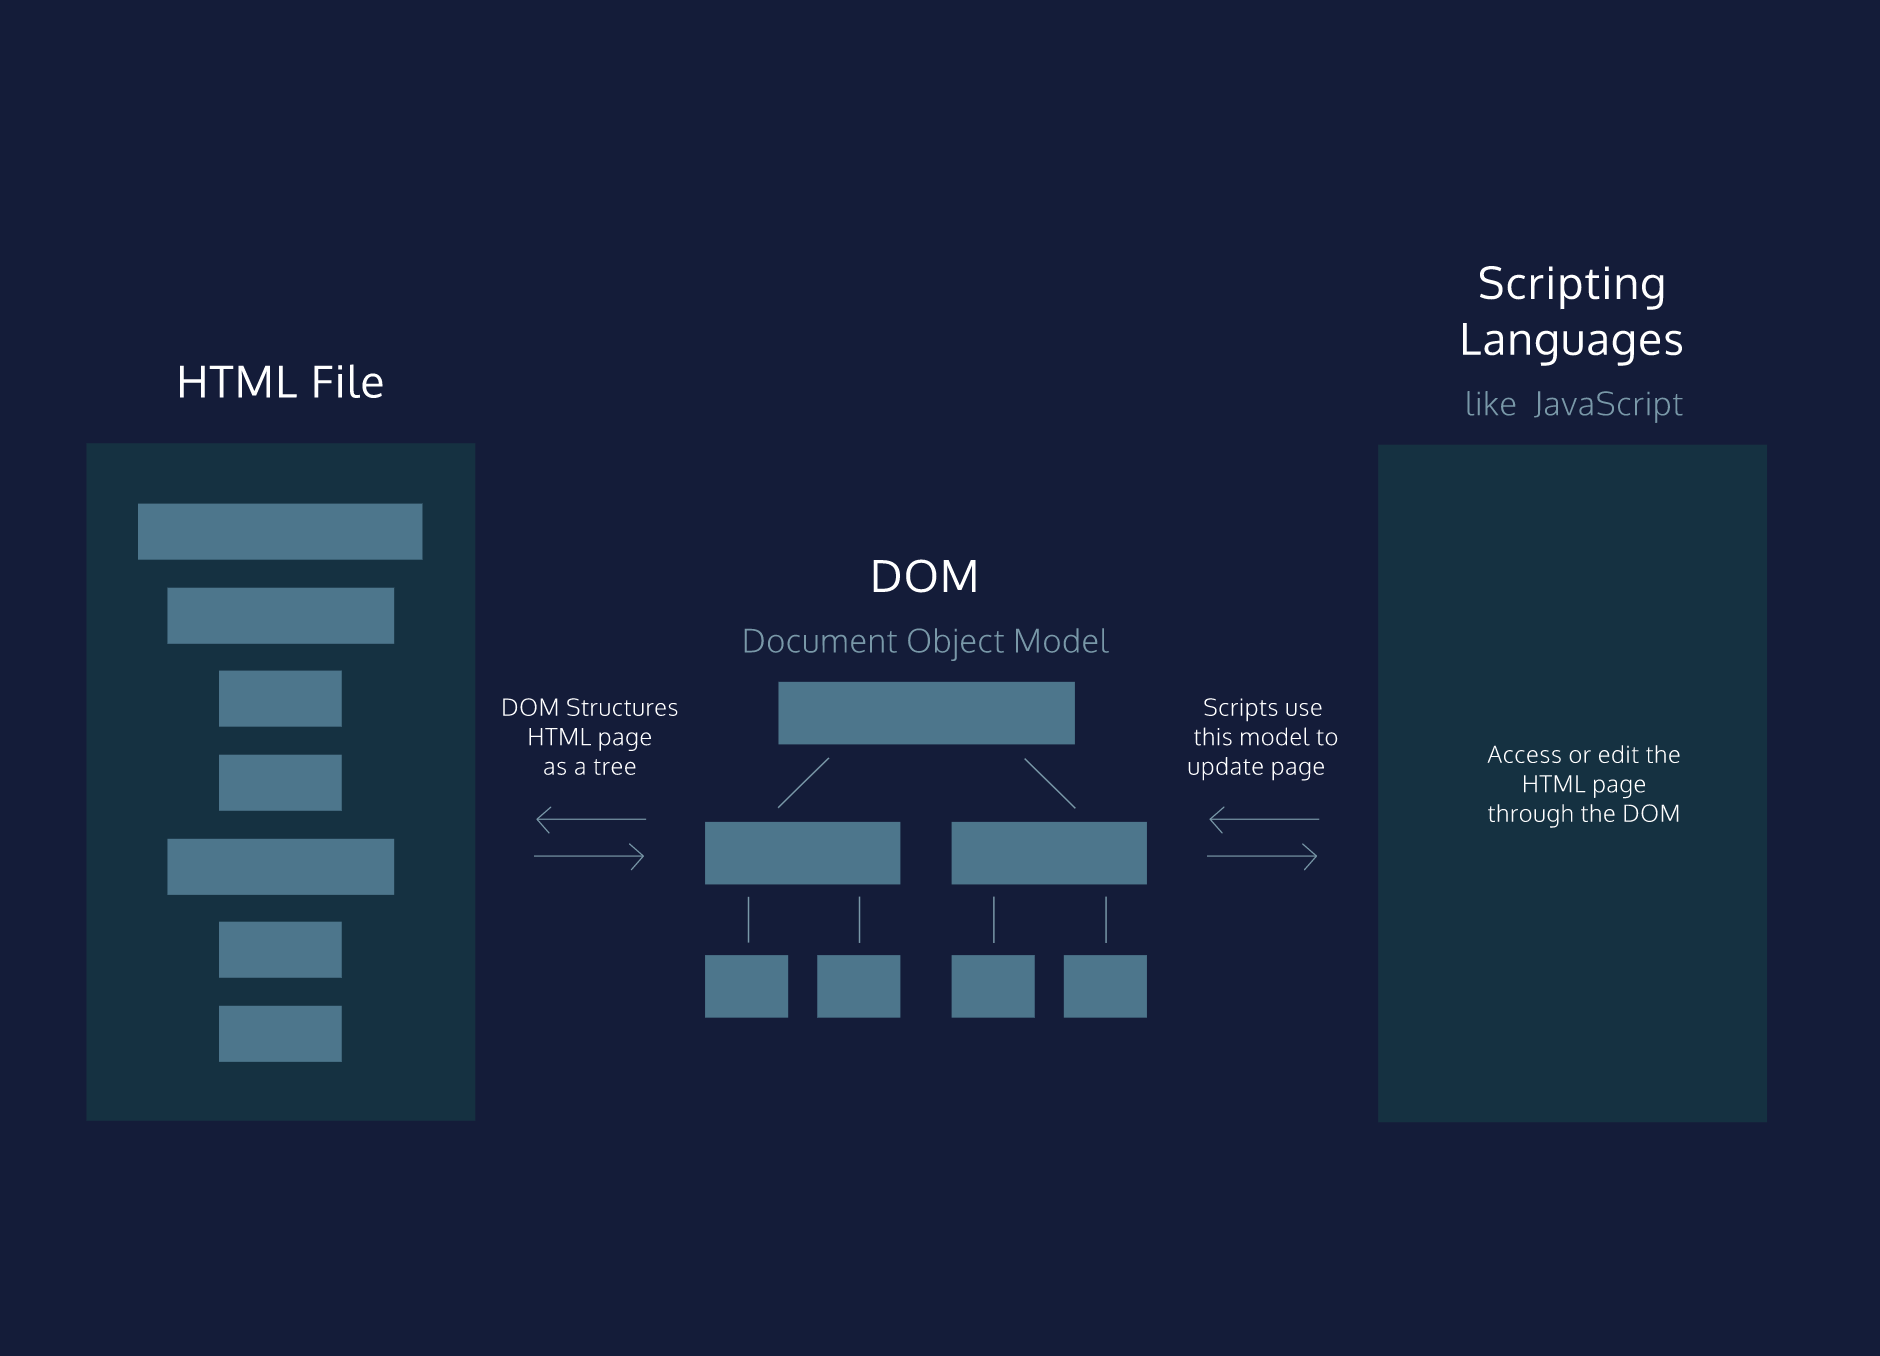 HTML File
DOM Structures
HTML page
as a tree
DOM
Document Object Model
Scripts use
this model to
update page
Scripting
Languages
like JavaScript
Access or edit the
HTML page
through the DOM